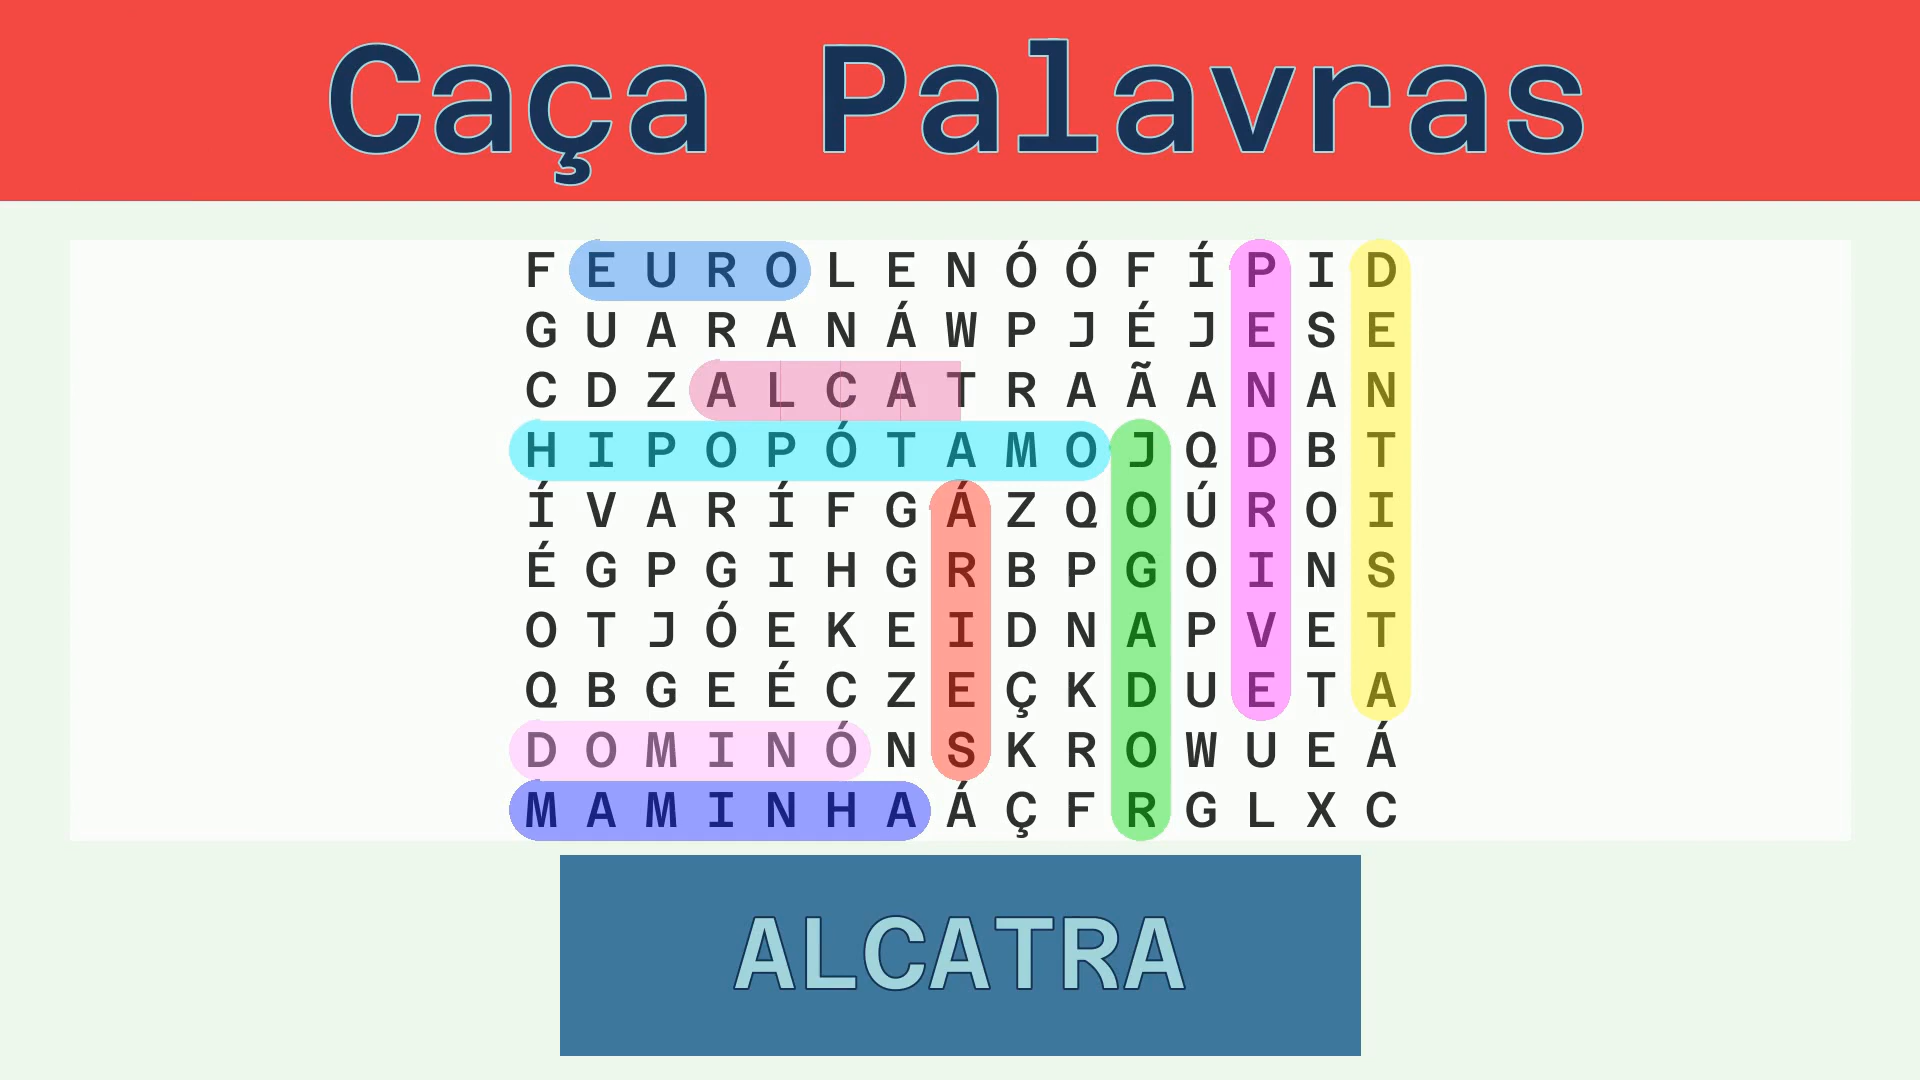 Caça Palavras
F E U R O L E N Ó Ó F Í P I D
G U A R A N Á W P J É J E S E
C D Z A L C A T R A Ã A N A N
H I P O P Ó T A M O J Q D B T
Í V A R Í F G Á Z Q O Ú R O I
É G P G I H G R B P G O I N S
O T J Ó E K E I D N A P V E T
Q B G E É C Z E Ç K D U E T A
D O M I N Ó N S K R O W U E Á
M A M I N H A Á Ç F R G L X C
ALCATRA